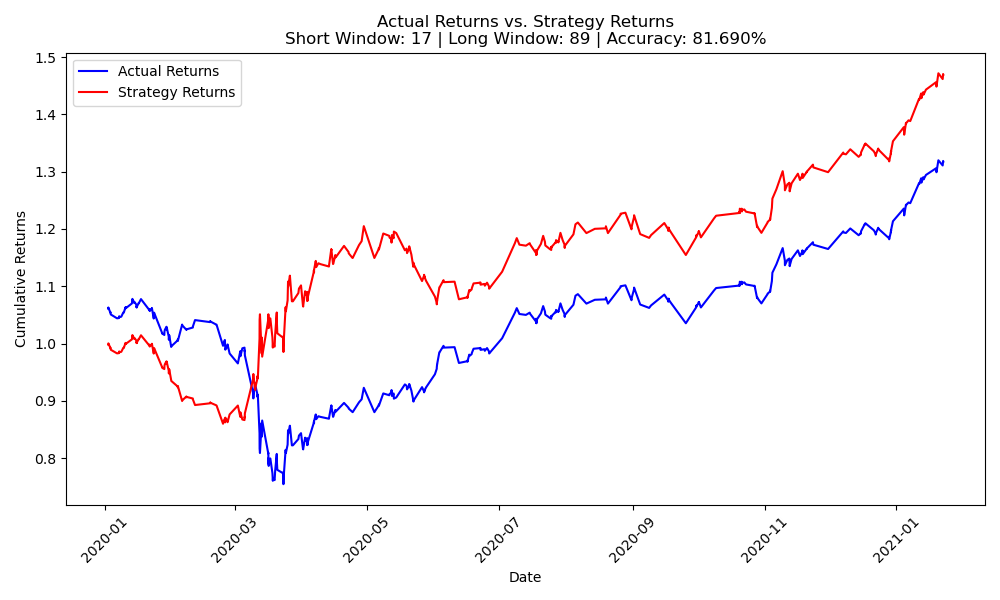 Actual Returns vs. Strategy Returns
Short Window: 17 | Long Window: 89 | Accuracy: 81.690%
Actual Returns
Strategy Returns
Cumulative Returns
1.5
1.4
1.3
1.2
1.1
1.0
0.9
0.8
2020-01
2020-03
2020-05
2020-07
2020-09
2020-11
2021-01
Date